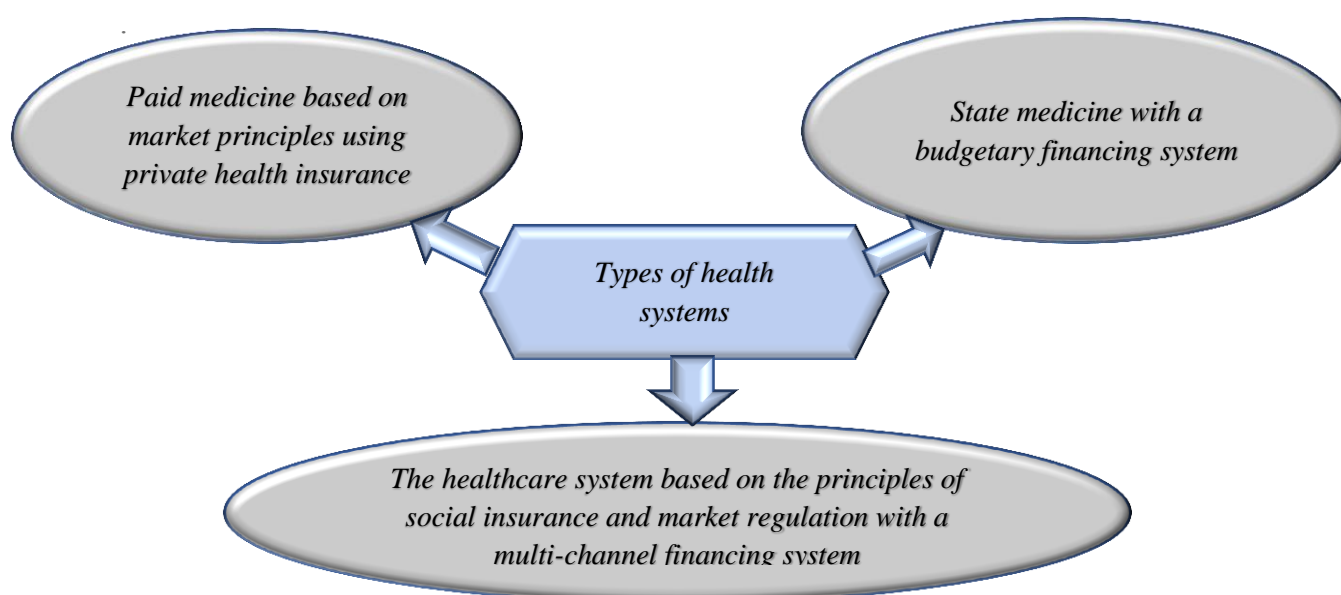 Paid medicine based on
market principles using
private health insurance
State medicine with a
budgetary financing system
Types of health
systems
The healthcare system based on the principles of
social insurance and market regulation with a
multi-channel financing system